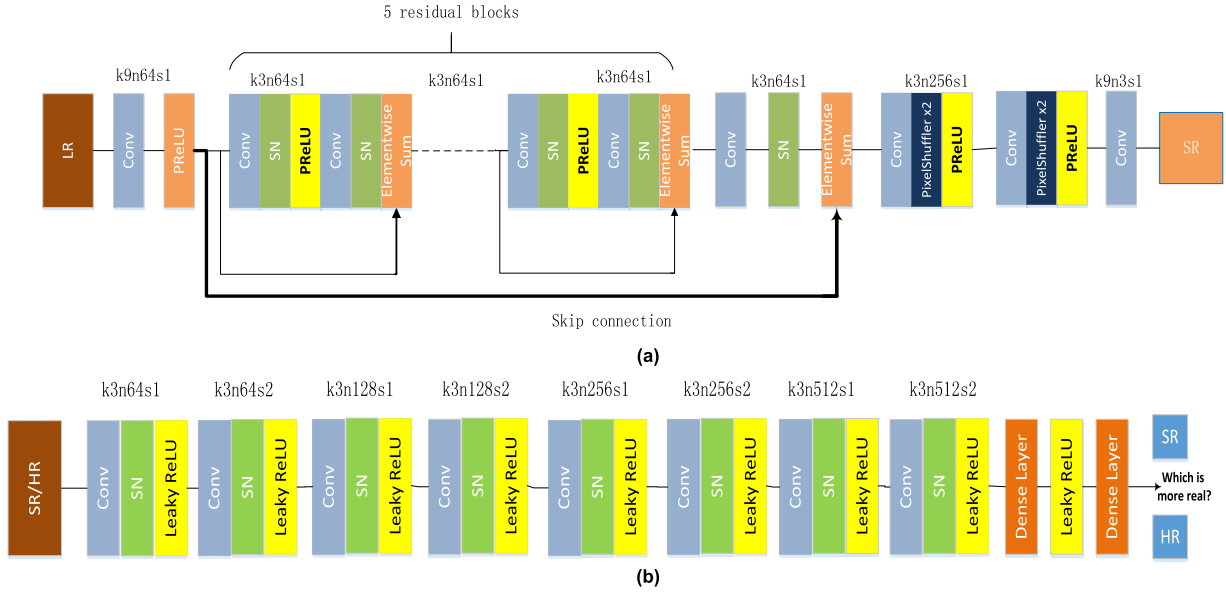 5 residual blocks
k9n64s1
k3n64s1
k3n64s1
k3n64s1
k3n64s1
k3n256s1
k9n3s1
LR
Conv
PReLU
Conv
SN
PReLU
Conv
SN
Elementwise
Sum
Conv
SN
PReLU
Conv
SN
Elementwise
Sum
Conv
SN
Elementwise
Sum
Conv
PixelShuffler x2
PReLU
Conv
PixelShuffler x2
PReLU
Conv
SR
Skip connection
(a)
k3n64s1
k3n64s2
k3n128s1
k3n128s2
k3n256s1
k3n256s2
k3n512s1
k3n512s2
SR/HR
Conv
SN
Leaky ReLU
Conv
SN
Leaky ReLU
Conv
SN
Leaky ReLU
Conv
SN
Leaky ReLU
Conv
SN
Leaky ReLU
Conv
SN
Leaky ReLU
Conv
SN
Leaky ReLU
Conv
SN
Leaky ReLU
Dense Layer
Leaky ReLU
Dense Layer
SR
Which is
more real?
HR
(b)